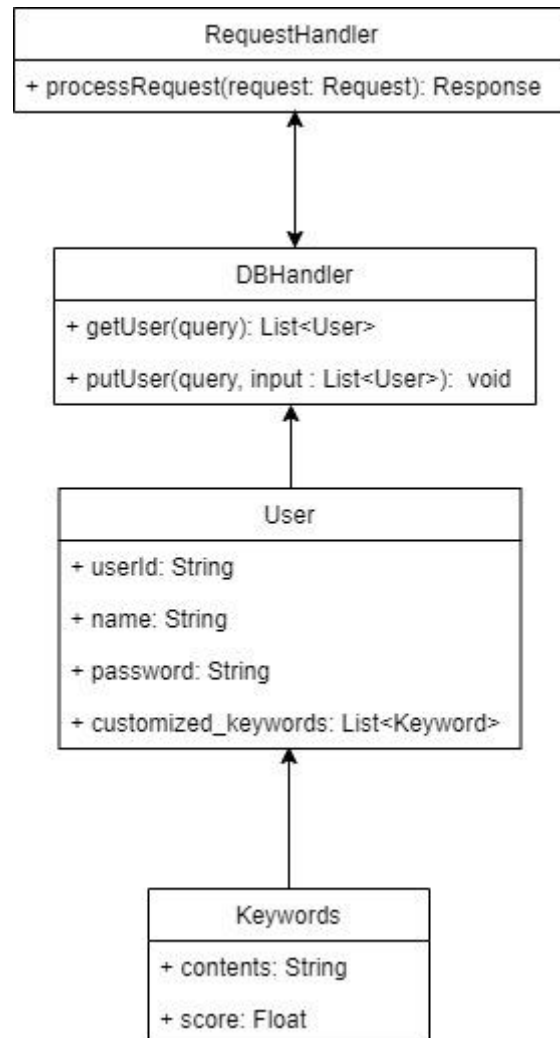 RequestHandler
+ processRequest(request: Request): Response
DBHandler
+ getUser(query): List<User>
+ putUser(query, input : List<User>): void
User
+ userId: String
+ name: String
+ password: String
+ customized_keywords: List<Keyword>
Keywords
+ contents: String
+ score: Float